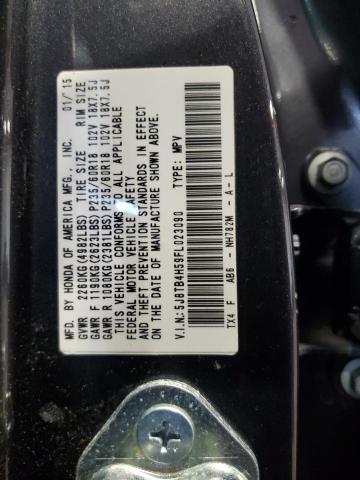 MFD. BY HONDA OF AMERICA MFG., INC. 01/15
GVWR 2260KG(4982LBS) TIRE SIZE RIM SIZE
GAWR F 1190KG(2623LBS) P235/60R18 102V 18X7.5J
GAWR R 1080KG(2381LBS) P235/60R18 102V 18X7.5J
THIS VEHICLE CONFORMS TO ALL APPLICABLE
FEDERAL MOTOR VEHICLE SAFETY, BUMPER,
AND THEFT PREVENTION STANDARDS IN EFFECT
ON THE DATE OF MANUFACTURE SHOWN ABOVE.
V.I.N.:5J8TB4H59FL023090 TYPE: MPV
TX4 F AB6 - NH782M - A - L